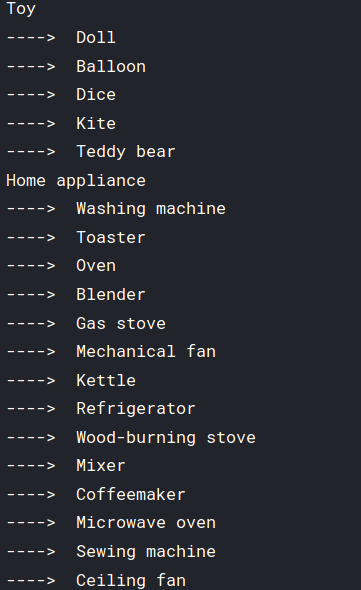 Toy
----> Doll
----> Balloon
----> Dice
----> Kite
----> Teddy bear
Home appliance
----> Washing machine
----> Toaster
----> Oven
----> Blender
----> Gas stove
----> Mechanical fan
----> Kettle
----> Refrigerator
----> Wood-burning stove
----> Mixer
----> Coffeemaker
----> Microwave oven
----> Sewing machine
----> Ceiling fan